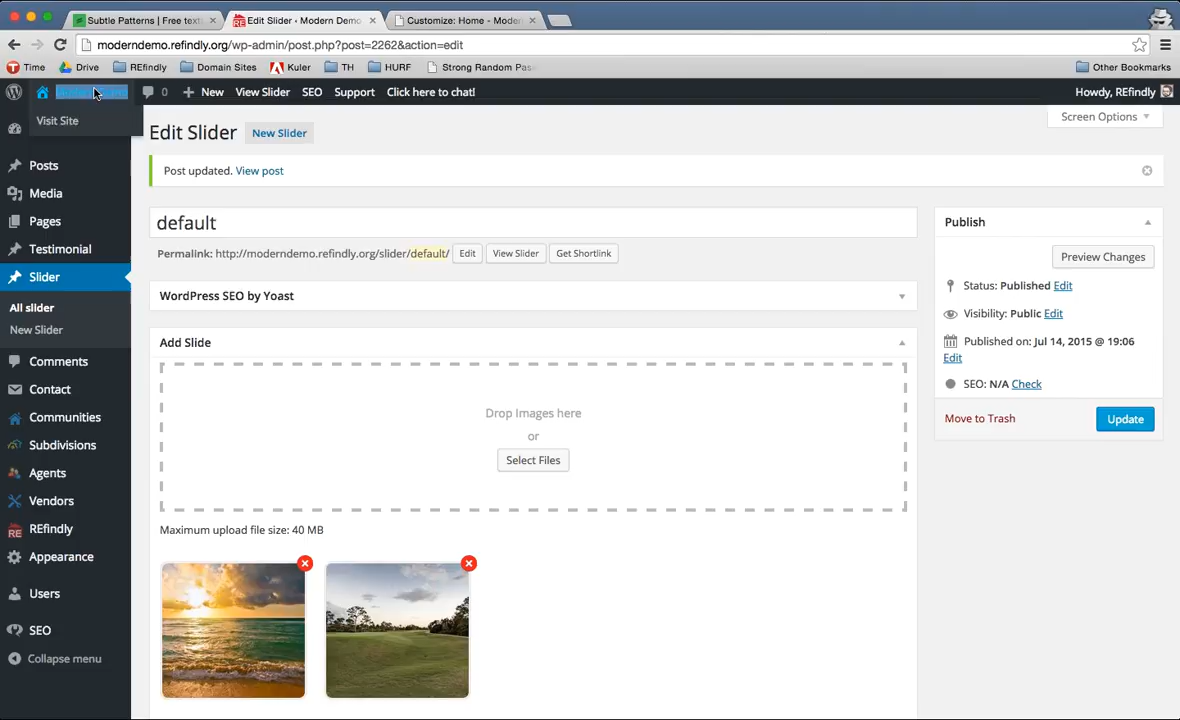 Subtle Patterns | Free text
Edit Slider ‹ Modern Demo
Customize: Home - Moder
moderndemo.refindly.org/wp-admin/post.php?post=2262&action=edit
Time
Drive
REfindly
Domain Sites
Kuler
TH
HURF
Strong Random Pas
Other Bookmarks
0
New
View Slider
SEO
Support
Click here to chat!
Howdy, REfindly
Visit Site
Screen Options
Edit Slider
New Slider
Post updated. View post
Posts
Media
Pages
Testimonial
Slider
All slider
New Slider
Comments
Contact
Communities
Subdivisions
Agents
Vendors
REfindly
Appearance
Users
SEO
Collapse menu
default
Permalink: http://moderndemo.refindly.org/slider/default/
Edit
View Slider
Get Shortlink
WordPress SEO by Yoast
Add Slide
Drop Images here
or
Select Files
Maximum upload file size: 40 MB
Publish
Preview Changes
Status: Published Edit
Visibility: Public Edit
Published on: Jul 14, 2015 @ 19:06
Edit
SEO: N/A Check
Move to Trash
Update